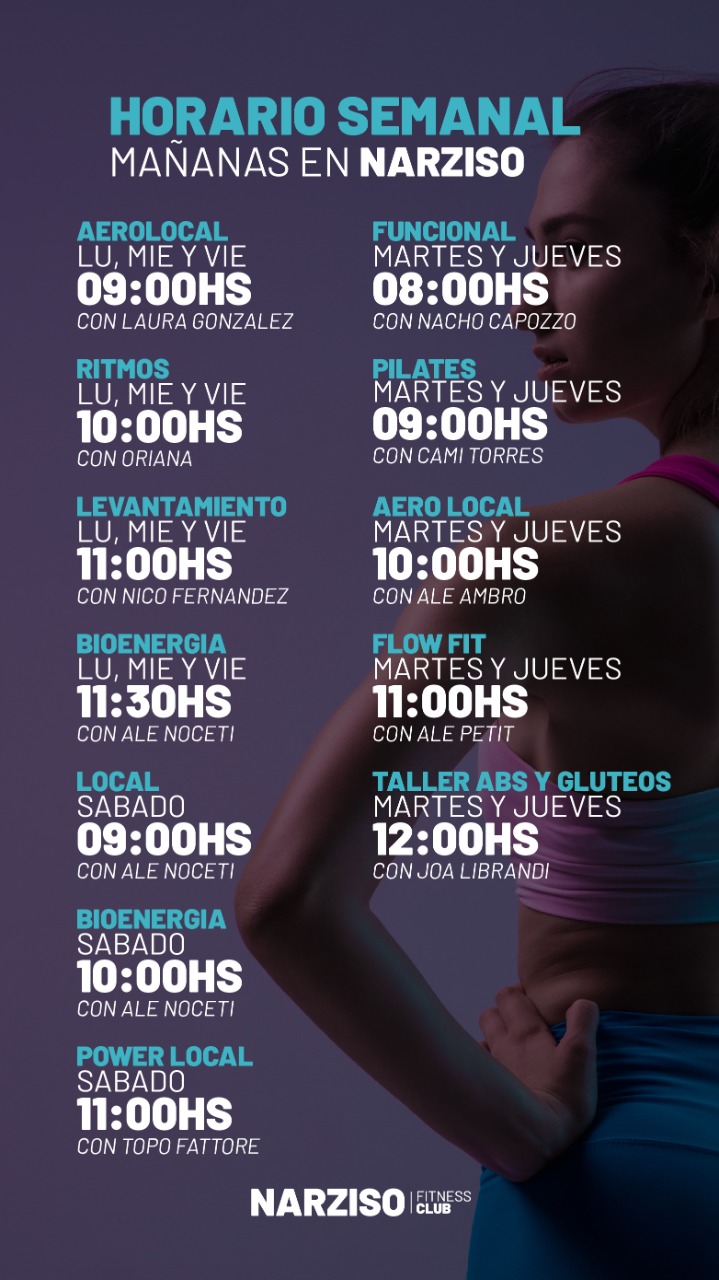 HORARIO SEMANAL
MAÑANAS EN NARZISO
AEROLOCAL
LU, MIE Y VIE
09:00HS
CON LAURA GONZALEZ
RITMOS
LU, MIE Y VIE
10:00HS
CON ORIANA
LEVANTAMIENTO
LU, MIE Y VIE
11:00HS
CON NICO FERNANDEZ
BIOENERGIA
LU, MIE Y VIE
11:30HS
CON ALE NOCETI
LOCAL
SABADO
09:00HS
CON ALE NOCETI
BIOENERGIA
SABADO
10:00HS
CON ALE NOCETI
POWER LOCAL
SABADO
11:00HS
CON TOPO FATTORE
FUNCIONAL
MARTES Y JUEVES
08:00HS
CON NACHO CAPOZZO
PILATES
MARTES Y JUEVES
09:00HS
CON CAMI TORRES
AERO LOCAL
MARTES Y JUEVES
10:00HS
CON ALE AMBRO
FLOW FIT
MARTES Y JUEVES
11:00HS
CON ALE PETIT
TALLER ABS Y GLUTEOS
MARTES Y JUEVES
12:00HS
CON JOA LIBRANDI
NARZISO
FITNESS
CLUB